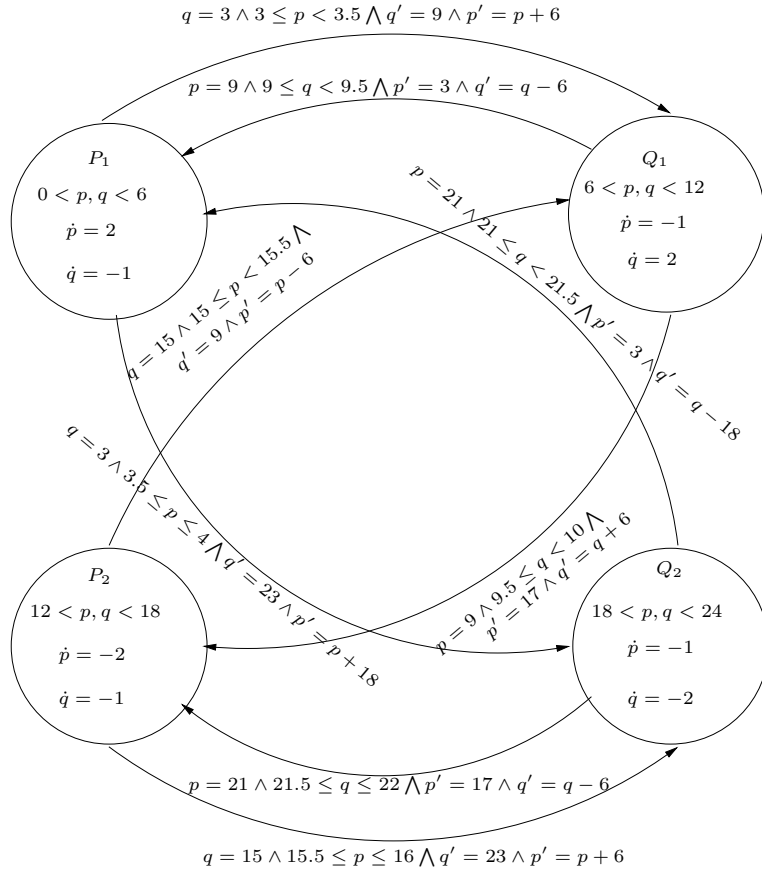 q = 3 ∧ 3 ≤ p < 3.5 ⋀ q′ = 9 ∧ p′ = p + 6
p = 9 ∧ 9 ≤ q < 9.5 ⋀ p′ = 3 ∧ q′ = q − 6
P₁
0 < p, q < 6
ṗ = 2
q̇ = −1
Q₁
6 < p, q < 12
ṗ = −1
q̇ = 2
p = 21 ∧ 21 ≤ q < 21.5 ⋀ p′ = 3 ∧ q′ = q − 18
q = 15 ∧ 15 ≤ p < 15.5 ⋀
q′ = 9 ∧ p′ = p − 6
q = 3 ∧ 3.5 ≤ p ≤ 4 ⋀ q′ = 23 ∧ p′ = p + 18
p = 9 ∧ 9.5 ≤ q < 10 ⋀
p′ = 17 ∧ q′ = q + 6
P₂
12 < p, q < 18
ṗ = −2
q̇ = −1
Q₂
18 < p, q < 24
ṗ = −1
q̇ = −2
p = 21 ∧ 21.5 ≤ q ≤ 22 ⋀ p′ = 17 ∧ q′ = q − 6
q = 15 ∧ 15.5 ≤ p ≤ 16 ⋀ q′ = 23 ∧ p′ = p + 6